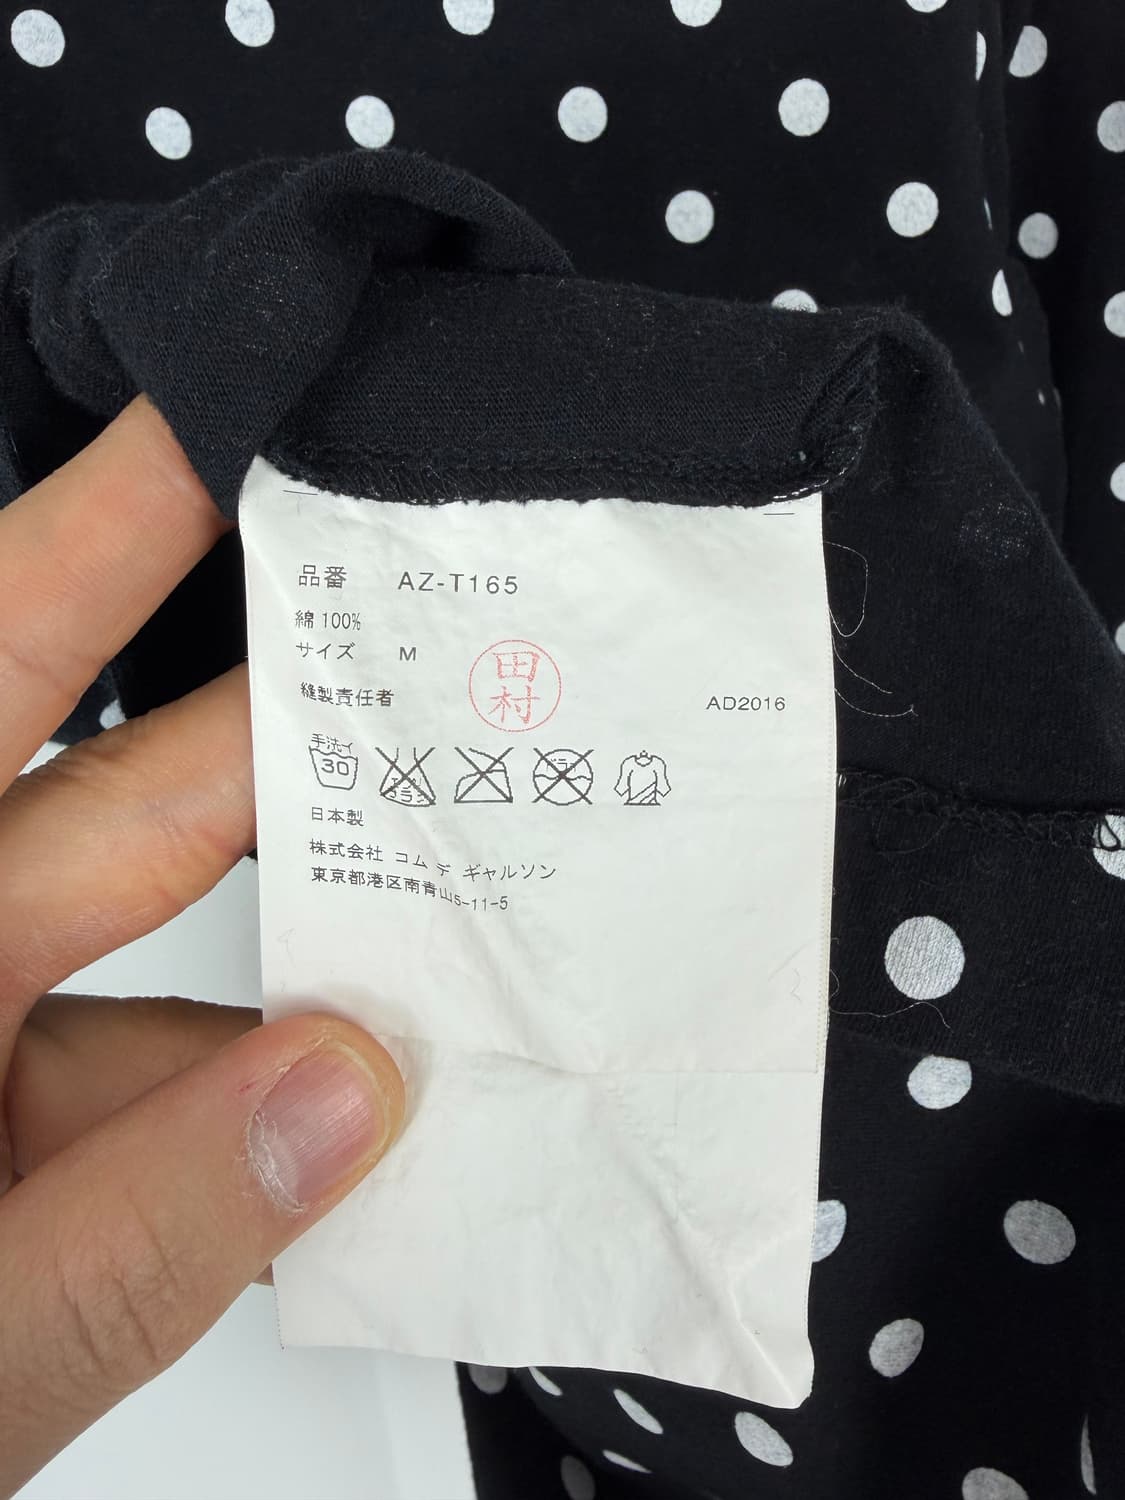 品番 AZ-T165
綿 100%
サイズ M
縫製責任者 田村 AD2016
手洗イ
30
日本製
株式会社 コム デ ギャルソン
東京都港区南青山5-11-5